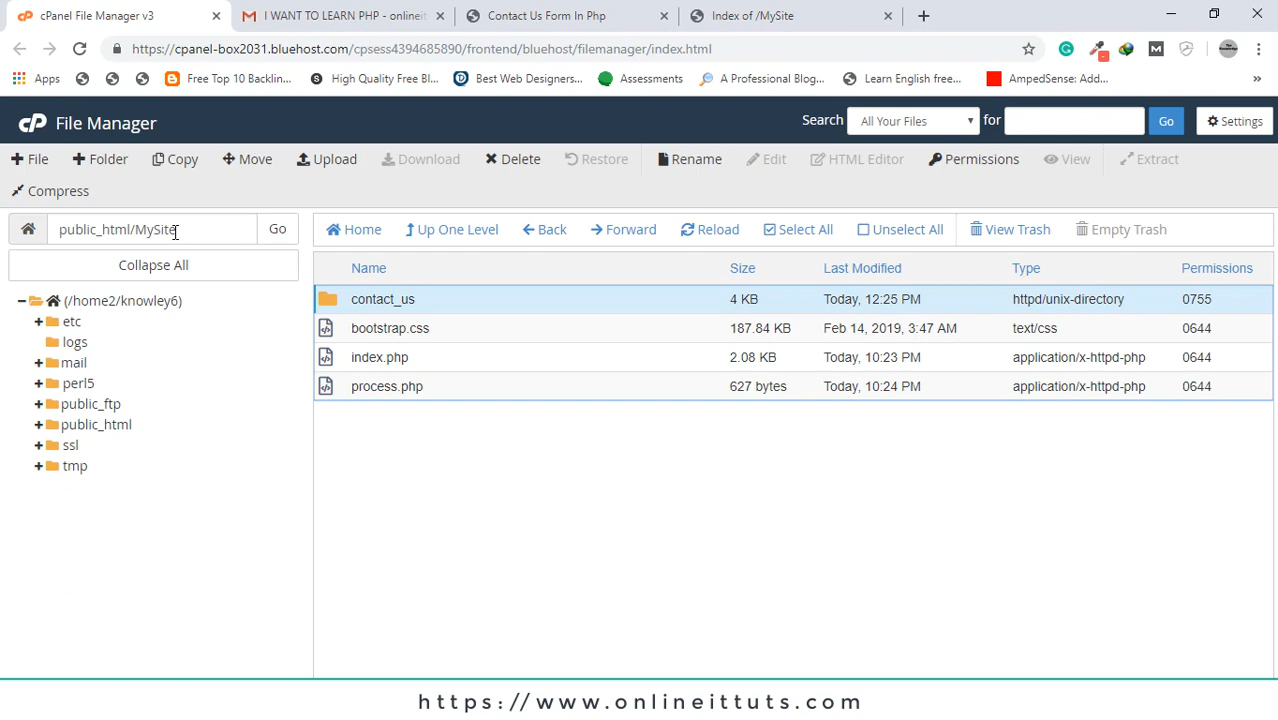 cPanel File Manager v3
I WANT TO LEARN PHP - onlineit
Contact Us Form In Php
Index of /MySite
https://cpanel-box2031.bluehost.com/cpsess4394685890/frontend/bluehost/filemanager/index.html
Apps
Free Top 10 Backlin...
High Quality Free Bl...
Best Web Designers...
Assessments
A Professional Blog...
Learn English free...
AmpedSense: Add...
»
cP File Manager
Search All Your Files for Go Settings
File Folder Copy Move Upload Download Delete Restore Rename Edit HTML Editor Permissions View Extract
Compress
public_html/MySite Go
Home Up One Level Back Forward Reload Select All Unselect All View Trash Empty Trash
Collapse All
(/home2/knowley6)
etc
logs
mail
perl5
public_ftp
public_html
ssl
tmp
Name Size Last Modified Type Permissions
contact_us 4 KB Today, 12:25 PM httpd/unix-directory 0755
bootstrap.css 187.84 KB Feb 14, 2019, 3:47 AM text/css 0644
index.php 2.08 KB Today, 10:23 PM application/x-httpd-php 0644
process.php 627 bytes Today, 10:24 PM application/x-httpd-php 0644
https://www.onlineittuts.com